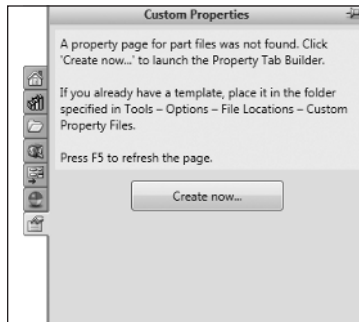 Custom Properties
A property page for part files was not found. Click
'Create now...' to launch the Property Tab Builder.
If you already have a template, place it in the folder
specified in Tools – Options – File Locations – Custom
Property Files.
Press F5 to refresh the page.
Create now...